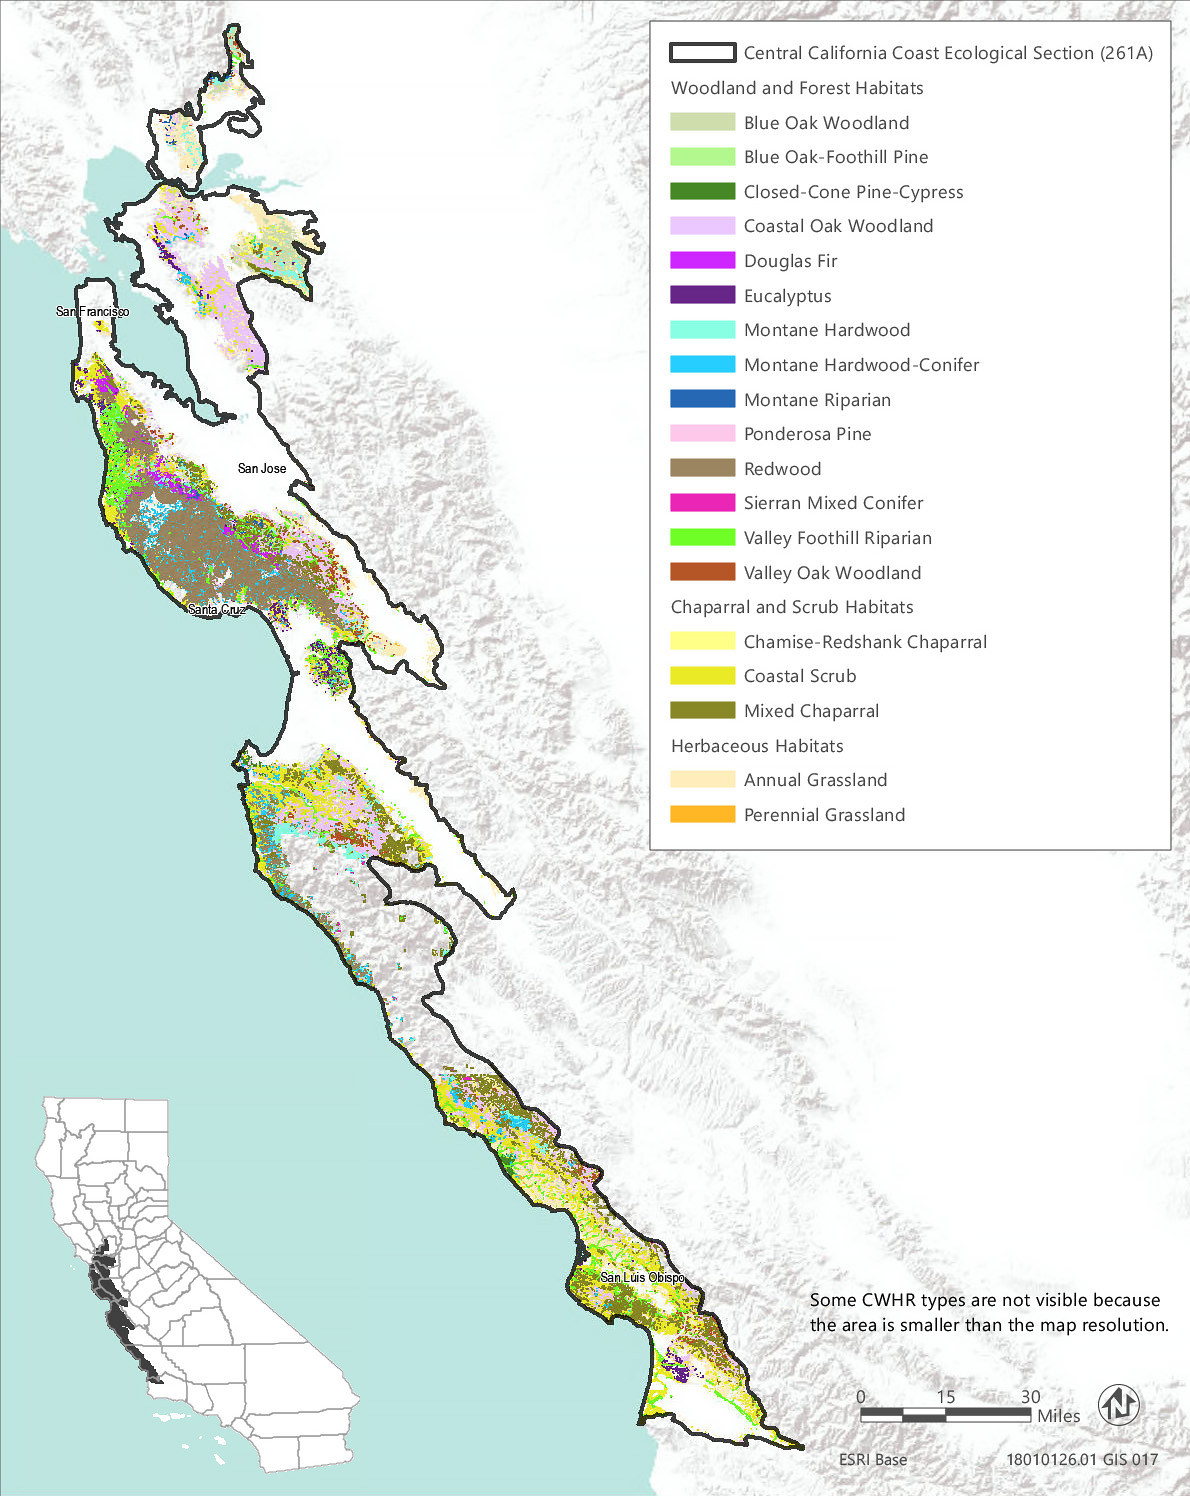 Central California Coast Ecological Section (261A)
Woodland and Forest Habitats
Blue Oak Woodland
Blue Oak-Foothill Pine
Closed-Cone Pine-Cypress
Coastal Oak Woodland
Douglas Fir
Eucalyptus
Montane Hardwood
Montane Hardwood-Conifer
Montane Riparian
Ponderosa Pine
Redwood
Sierran Mixed Conifer
Valley Foothill Riparian
Valley Oak Woodland
Chaparral and Scrub Habitats
Chamise-Redshank Chaparral
Coastal Scrub
Mixed Chaparral
Herbaceous Habitats
Annual Grassland
Perennial Grassland
San Francisco
San Jose
Santa Cruz
San Luis Obispo
Some CWHR types are not visible because
the area is smaller than the map resolution.
0 15 30
Miles
N
ESRI Base 18010126.01 GIS 017